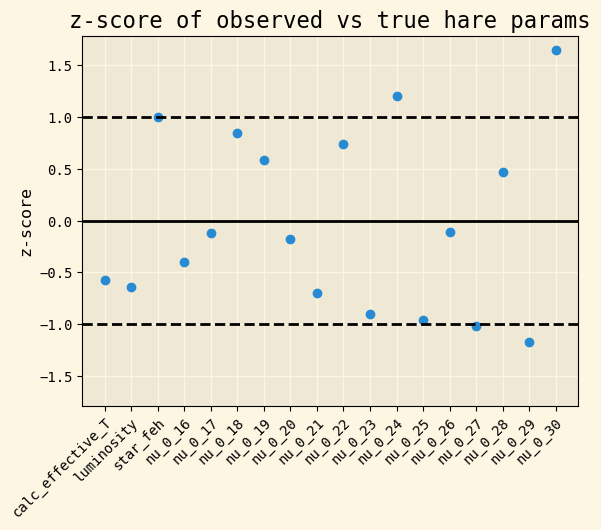 z-score of observed vs true hare params
1.5
1.0
0.5
0.0
−0.5
−1.0
−1.5
z-score
calc_effective_T
luminosity
star_feh
nu_0_16
nu_0_17
nu_0_18
nu_0_19
nu_0_20
nu_0_21
nu_0_22
nu_0_23
nu_0_24
nu_0_25
nu_0_26
nu_0_27
nu_0_28
nu_0_29
nu_0_30